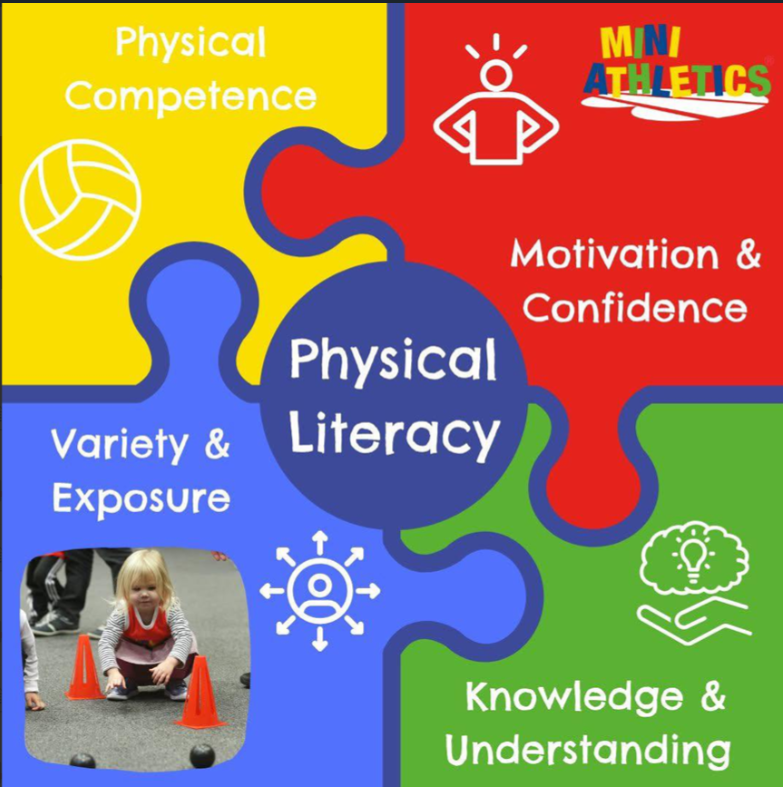 Physical
Competence
MINI
ATHLETICS
Motivation &
Confidence
Physical
Literacy
Variety &
Exposure
Knowledge &
Understanding